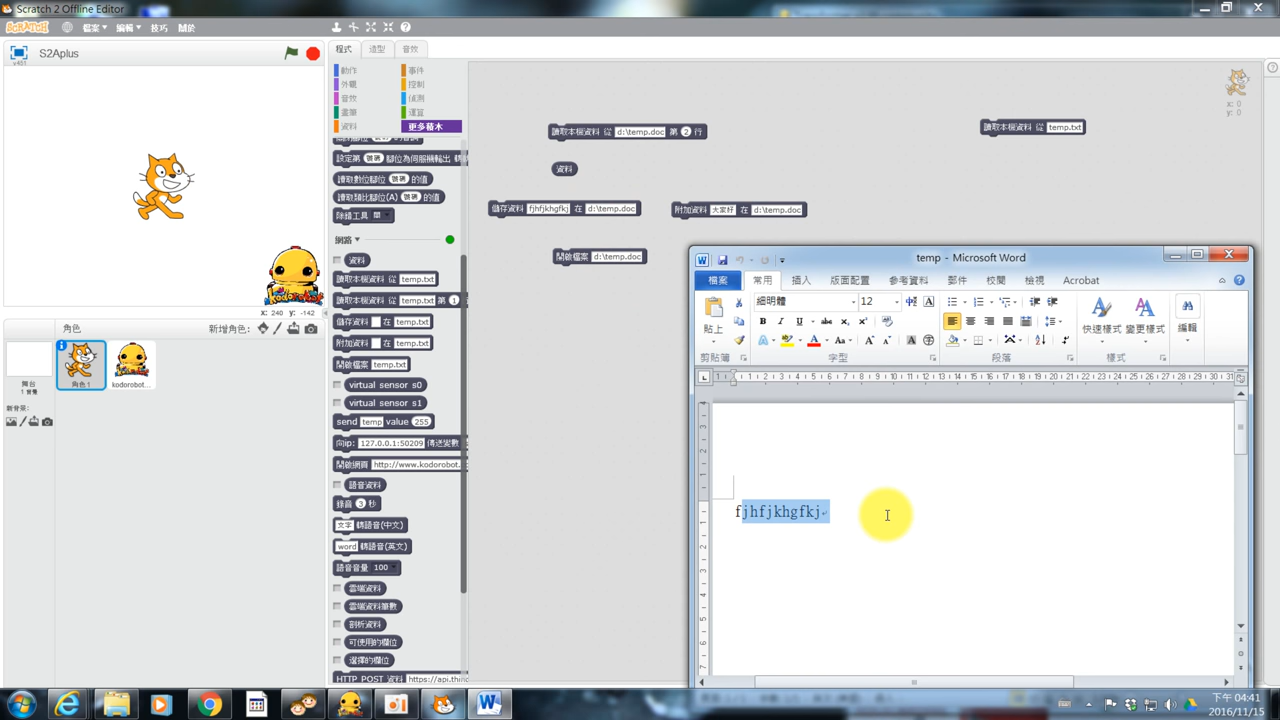 Scratch 2 Offline Editor
SCRATCH 檔案▼ 編輯▼ 技巧 關於
S2Aplus
v451
程式 造型 音效
動作 事件
外觀 控制
音效 偵測
畫筆 運算
資料 更多積木
x: 0
y: 0
讀取本機資料 從 d:\temp.doc 第 2 行
讀取本機資料 從 temp.txt
資料
儲存資料 fjhfjkhgfkj 在 d:\temp.doc
附加資料 大家好 在 d:\temp.doc
開啟檔案 d:\temp.doc
設定第 號碼 腳位為伺服機輸出 轉
讀取數位腳位 號碼 的值
讀取類比腳位(A) 號碼 的值
除錯工具 關
網路
資料
讀取本機資料 從 temp.txt
讀取本機資料 從 temp.txt 第 1
儲存資料 在 temp.txt
附加資料 在 temp.txt
開啟檔案 temp.txt
virtual sensor s0
virtual sensor s1
send temp value 255
向ip: 127.0.0.1:50209 傳送變數
開啟網頁 http://www.kodorobot.
語音資料
錄音 3 秒
文字 轉語音(中文)
word 轉語音(英文)
語音音量 100
雲端資料
雲端資料筆數
剖析資料
可使用的欄位
選擇的欄位
HTTP POST 資料 https://api.thin
kodorobot
x: 240 y: -142
角色 新增角色:
舞台
1 背景
新背景:
角色1
kodorobot...
temp - Microsoft Word
檔案 常用 插入 版面配置 參考資料 郵件 校閱 檢視 Acrobat
細明體 12
貼上 快速樣式 變更樣式 編輯
剪貼簿 字型 段落 樣式
fjhfjkhgfkj
下午 04:41
2016/11/15